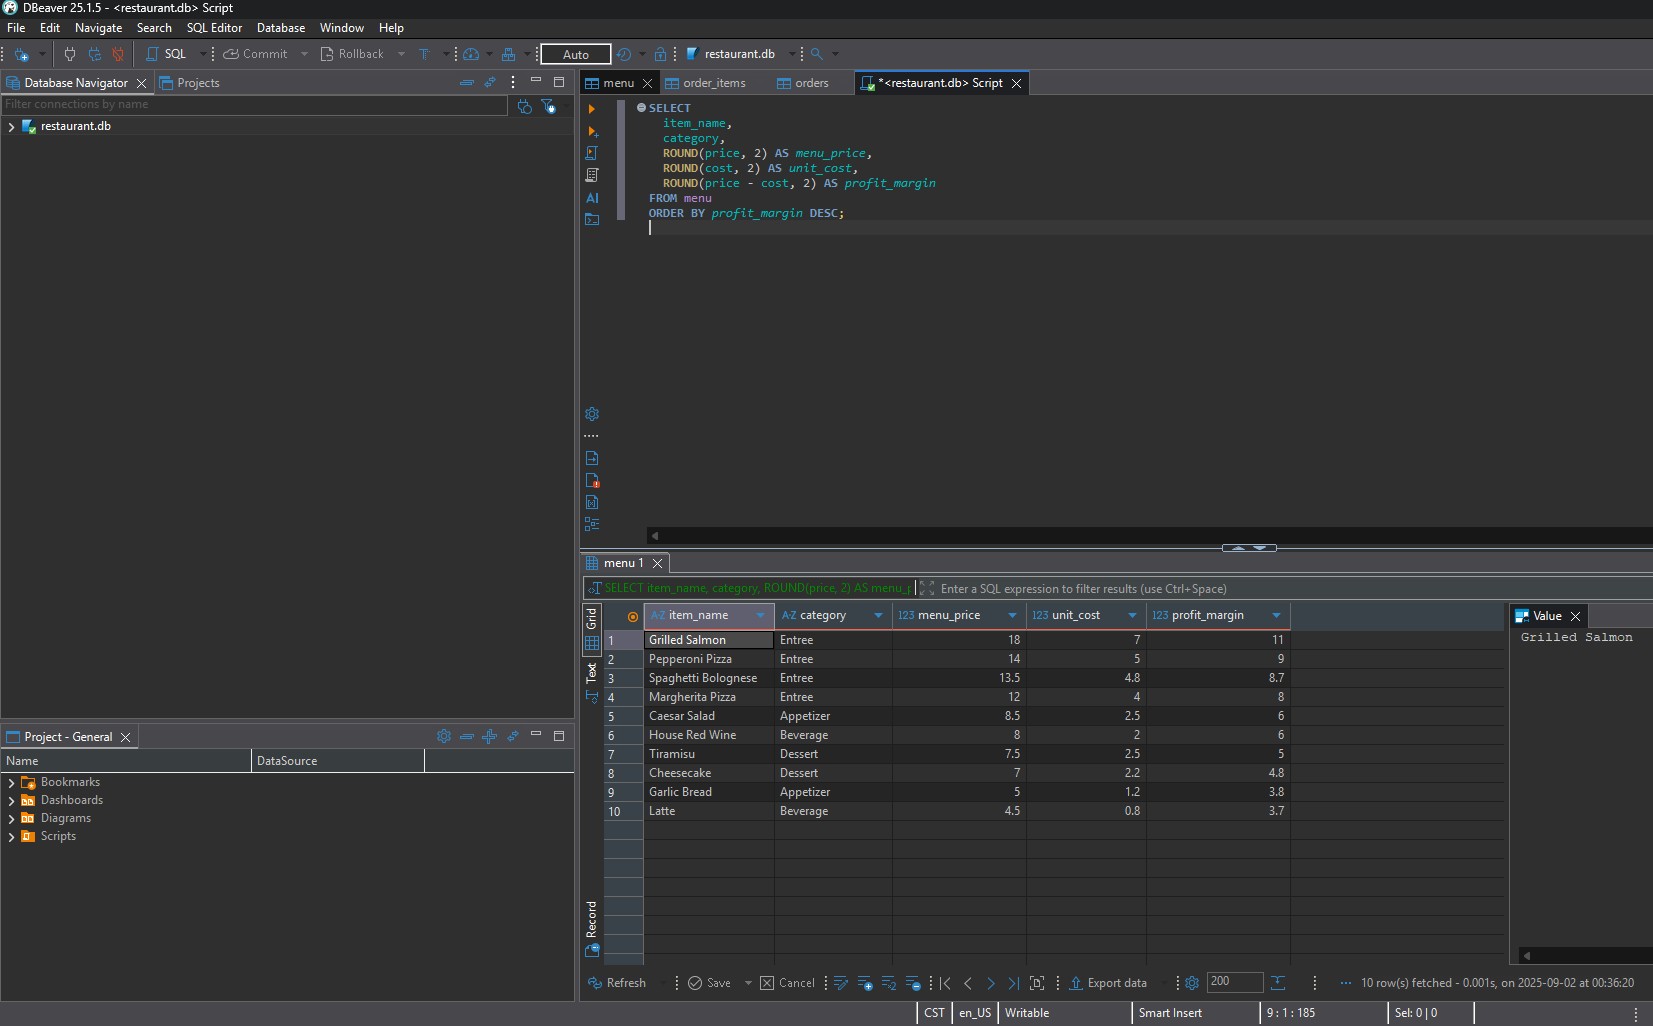 DBeaver 25.1.5 - <restaurant.db> Script
File Edit Navigate Search SQL Editor Database Window Help
SQL Commit Rollback T Auto restaurant.db
Database Navigator Projects
Filter connections by name
restaurant.db
menu order_items orders *<restaurant.db> Script
SELECT
item_name,
category,
ROUND(price, 2) AS menu_price,
ROUND(cost, 2) AS unit_cost,
ROUND(price - cost, 2) AS profit_margin
FROM menu
ORDER BY profit_margin DESC;
AI
menu 1
SELECT item_name, category, ROUND(price, 2) AS menu_p
Enter a SQL expression to filter results (use Ctrl+Space)
Grid
Text
Record
A-Z item_name A-Z category 123 menu_price 123 unit_cost 123 profit_margin
1 Grilled Salmon Entree 18 7 11
2 Pepperoni Pizza Entree 14 5 9
3 Spaghetti Bolognese Entree 13.5 4.8 8.7
4 Margherita Pizza Entree 12 4 8
5 Caesar Salad Appetizer 8.5 2.5 6
6 House Red Wine Beverage 8 2 6
7 Tiramisu Dessert 7.5 2.5 5
8 Cheesecake Dessert 7 2.2 4.8
9 Garlic Bread Appetizer 5 1.2 3.8
10 Latte Beverage 4.5 0.8 3.7
Value
Grilled Salmon
Project - General
Name DataSource
Bookmarks
Dashboards
Diagrams
Scripts
Refresh Save Cancel Export data 200 ... 10 row(s) fetched - 0.001s, on 2025-09-02 at 00:36:20
CST en_US Writable Smart Insert 9 : 1 : 185 Sel: 0 | 0